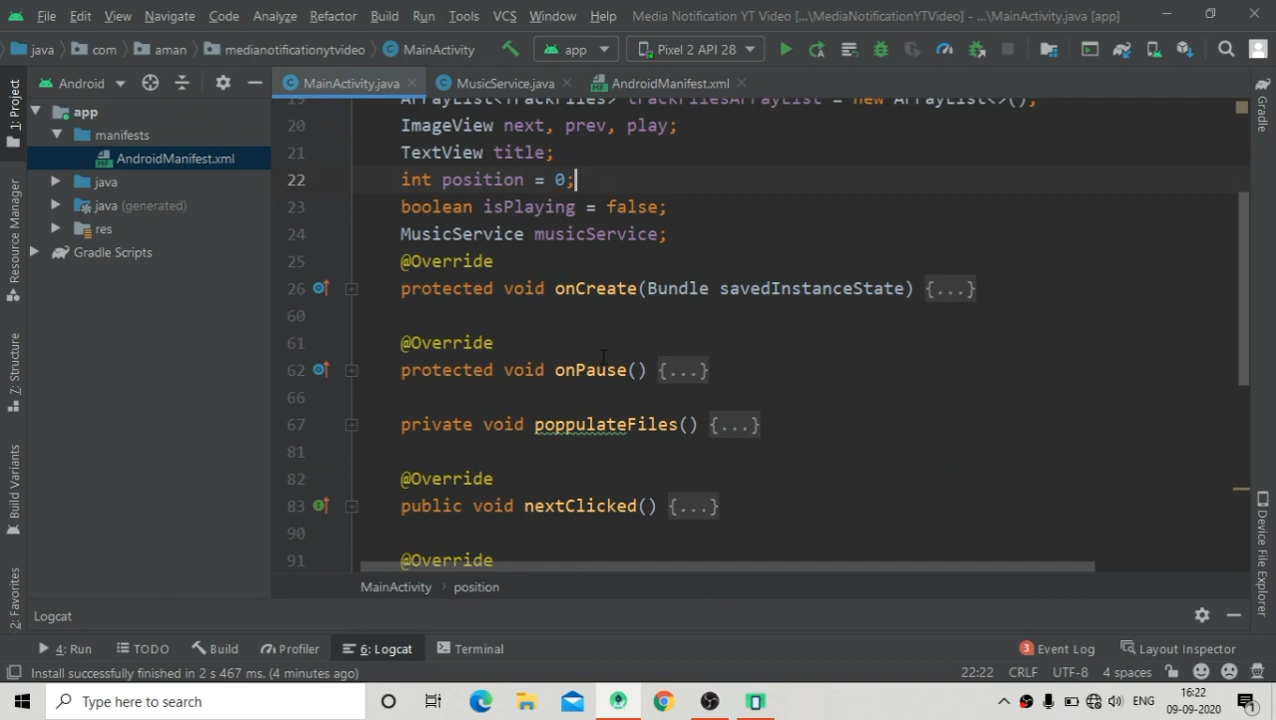 File Edit View Navigate Code Analyze Refactor Build Run Tools VCS Window Help Media Notification YT Video [...\MediaNotificationYTVideo] - ...\MainActivity.java [app]
java com aman medianotificationytvideo MainActivity app Pixel 2 API 28
Android MainActivity.java MusicService.java AndroidManifest.xml
1: Project
Resource Manager
Z: Structure
Build Variants
2: Favorites
app
manifests
AndroidManifest.xml
java
java (generated)
res
Gradle Scripts
19 ArrayList<TrackFiles> trackFilesArrayList = new ArrayList<>();
20 ImageView next, prev, play;
21 TextView title;
22 int position = 0;
23 boolean isPlaying = false;
24 MusicService musicService;
25 @Override
26 protected void onCreate(Bundle savedInstanceState) {...}
60
61 @Override
62 protected void onPause() {...}
66
67 private void poppulateFiles() {...}
81
82 @Override
83 public void nextClicked() {...}
90
91 @Override
MainActivity position
Gradle
Device File Explorer
Logcat
4: Run TODO Build Profiler 6: Logcat Terminal 3 Event Log Layout Inspector
Install successfully finished in 2 s 467 ms. (4 minutes ago) 22:22 CRLF UTF-8 4 spaces
Type here to search ENG 16:22
09-09-2020 1